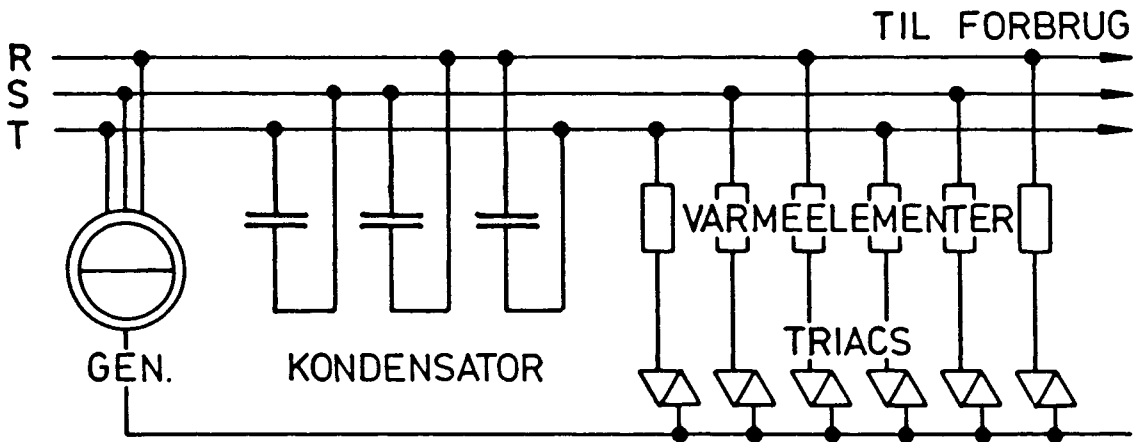 TIL FORBRUG
R
S
T
VARMEELEMENTER
TRIACS
GEN.
KONDENSATOR